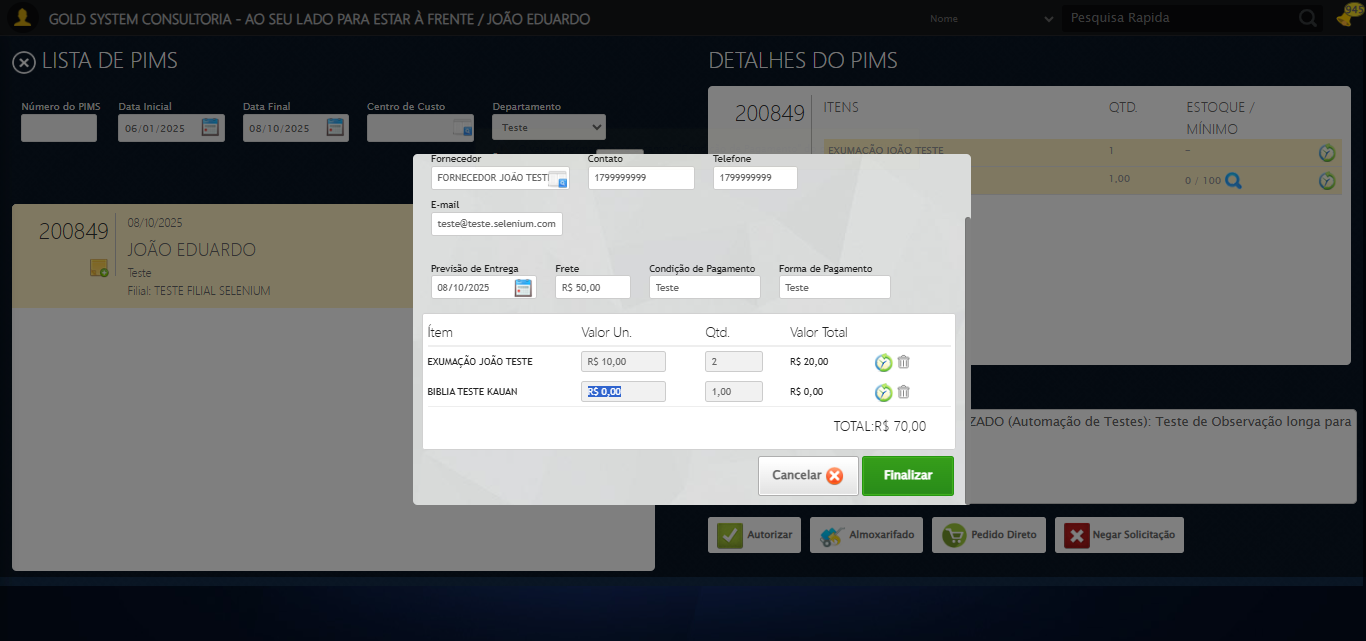 GOLD SYSTEM CONSULTORIA - AO SEU LADO PARA ESTAR À FRENTE / JOÃO EDUARDO
Nome
Pesquisa Rapida
945
LISTA DE PIMS
Número do PIMS
Data Inicial
Data Final
Centro de Custo
Departamento
06/01/2025
08/10/2025
Teste
200849
08/10/2025
JOÃO EDUARDO
Teste
Filial: TESTE FILIAL SELENIUM
DETALHES DO PIMS
200849
ITENS
QTD.
ESTOQUE /
MÍNIMO
EXUMAÇÃO JOÃO TESTE
1
-
1,00
0 / 100
Fornecedor
Contato
Telefone
FORNECEDOR JOÃO TEST
1799999999
1799999999
E-mail
teste@teste.selenium.com
Previsão de Entrega
Frete
Condição de Pagamento
Forma de Pagamento
08/10/2025
R$ 50,00
Teste
Teste
Ítem
Valor Un.
Qtd.
Valor Total
EXUMAÇÃO JOÃO TESTE
R$ 10,00
2
R$ 20,00
BIBLIA TESTE KAUAN
R$ 0,00
1,00
R$ 0,00
TOTAL:R$ 70,00
Cancelar
Finalizar
ZADO (Automação de Testes): Teste de Observação longa para
Autorizar
Almoxarifado
Pedido Direto
Negar Solicitação